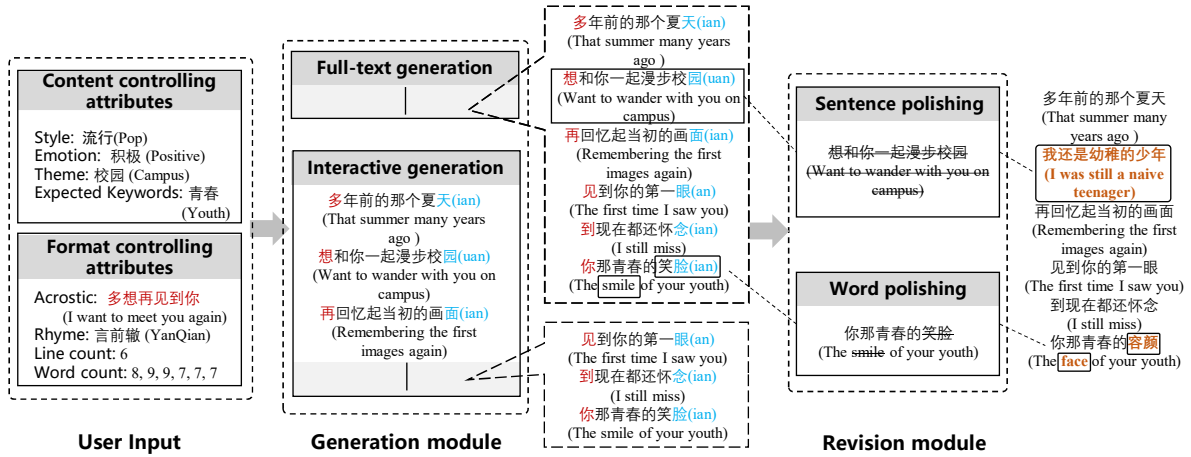 Content controlling
attributes
Style: 流行(Pop)
Emotion: 积极 (Positive)
Theme: 校园 (Campus)
Expected Keywords: 青春
(Youth)
Format controlling
attributes
Acrostic: 多想再见到你
(I want to meet you again)
Rhyme: 言前辙 (YanQian)
Line count: 6
Word count: 8, 9, 9, 7, 7, 7
User Input
Full-text generation
Interactive generation
多年前的那个夏天(ian)
(That summer many years
ago )
想和你一起漫步校园(uan)
(Want to wander with you on
campus)
再回忆起当初的画面(ian)
(Remembering the first
images again)
Generation module
多年前的那个夏天(ian)
(That summer many years
ago )
想和你一起漫步校园(uan)
(Want to wander with you on
campus)
再回忆起当初的画面(ian)
(Remembering the first
images again)
见到你的第一眼(an)
(The first time I saw you)
到现在都还怀念(ian)
(I still miss)
你那青春的笑脸(ian)
(The smile of your youth)
见到你的第一眼(an)
(The first time I saw you)
到现在都还怀念(ian)
(I still miss)
你那青春的笑脸(ian)
(The smile of your youth)
Sentence polishing
想和你一起漫步校园
(Want to wander with you on
campus)
Word polishing
你那青春的笑脸
(The smile of your youth)
Revision module
多年前的那个夏天
(That summer many
years ago )
我还是幼稚的少年
(I was still a naive
teenager)
再回忆起当初的画面
(Remembering the first
images again)
见到你的第一眼
(The first time I saw you)
到现在都还怀念
(I still miss)
你那青春的容颜
(The face of your youth)